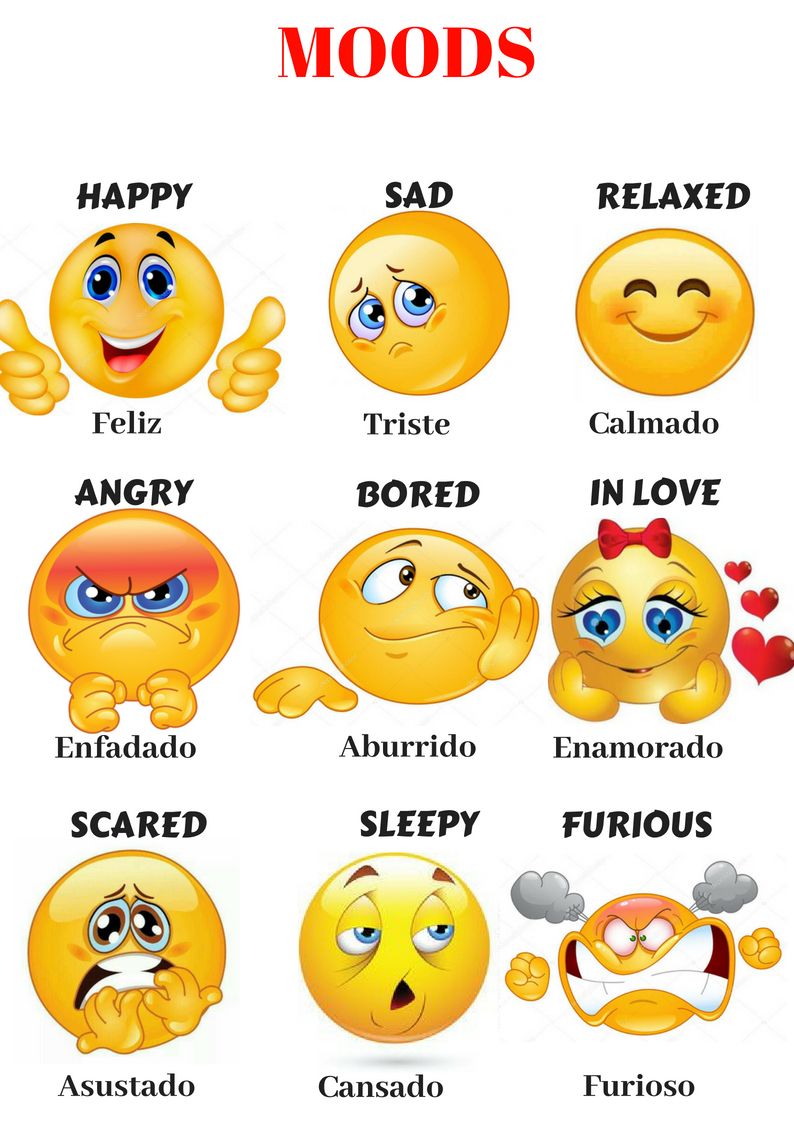 MOODS
HAPPY
SAD
RELAXED
Feliz
Triste
Calmado
ANGRY
BORED
IN LOVE
Enfadado
Aburrido
Enamorado
SCARED
SLEEPY
FURIOUS
Asustado
Cansado
Furioso